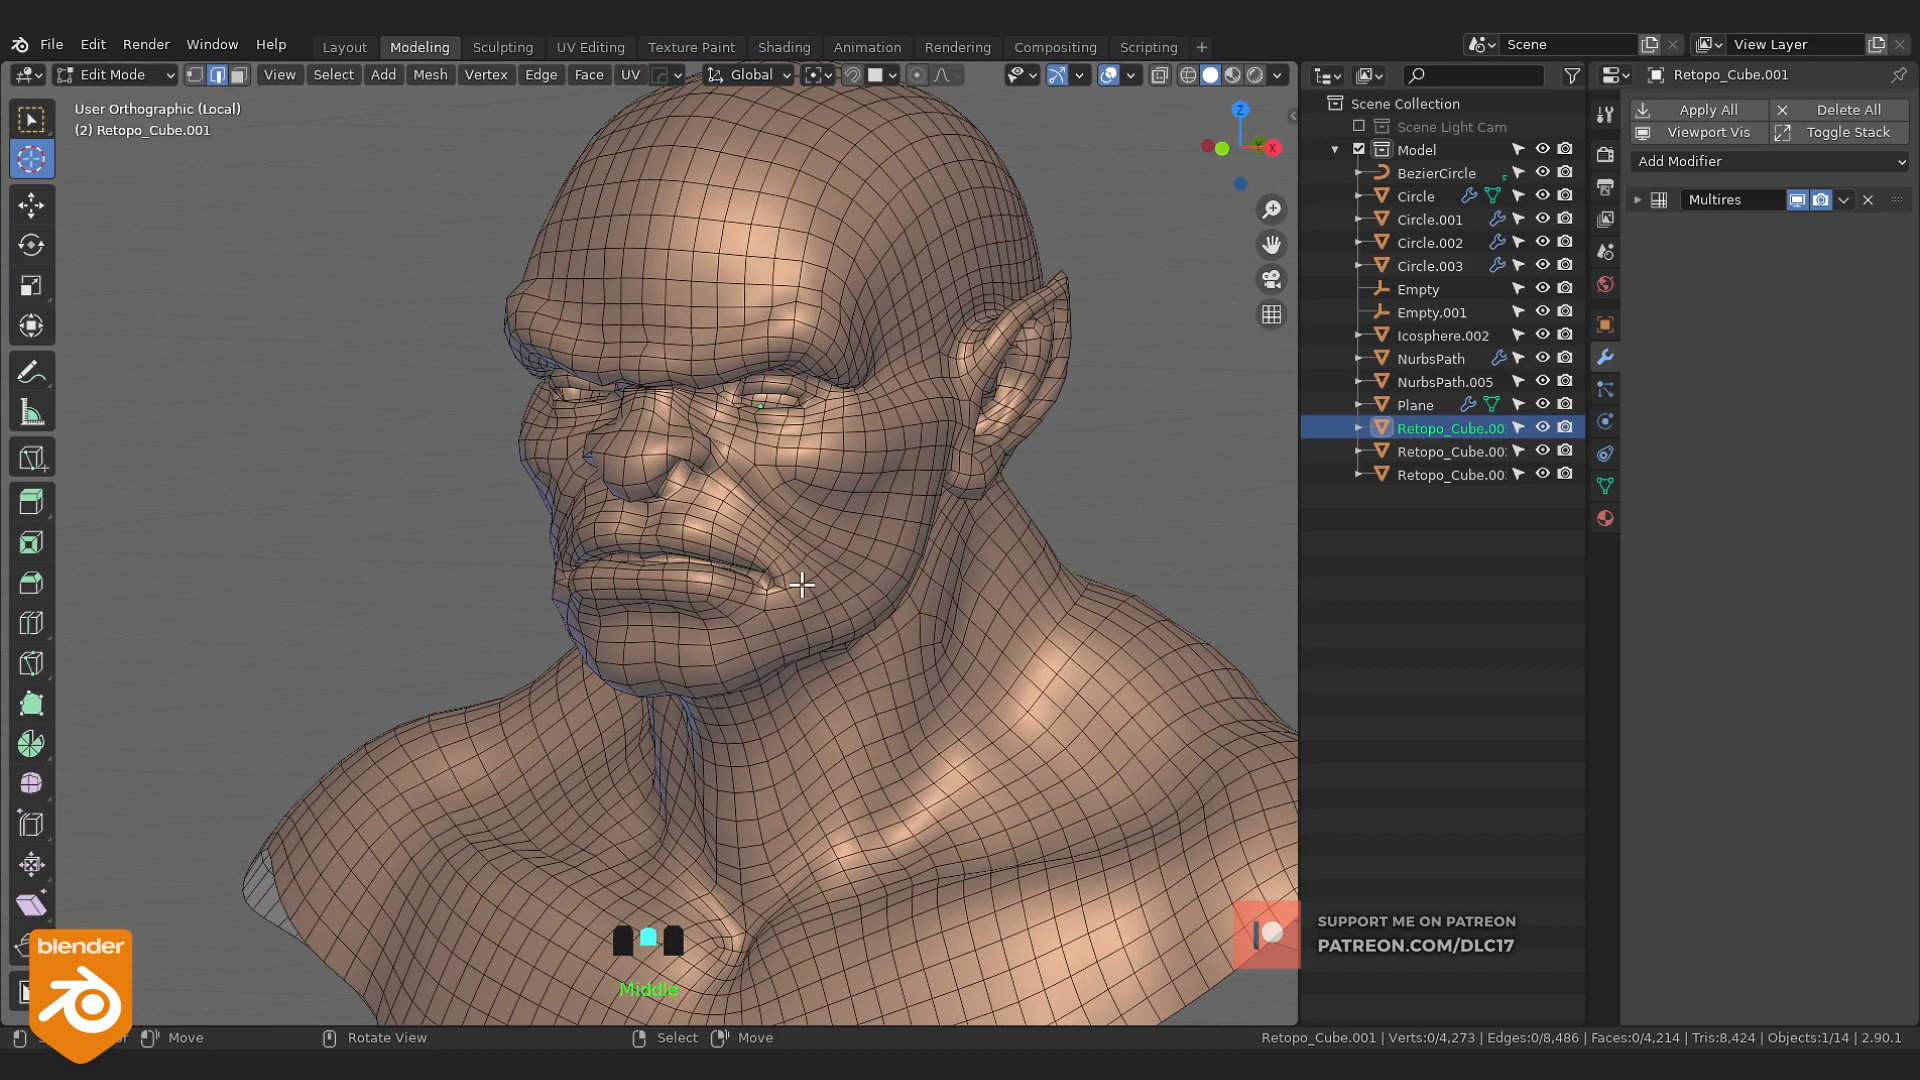 File Edit Render Window Help
Layout Modeling Sculpting UV Editing Texture Paint Shading Animation Rendering Compositing Scripting +
Scene
View Layer
Edit Mode
View Select Add Mesh Vertex Edge Face UV
Global
Retopo_Cube.001
User Orthographic (Local)
(2) Retopo_Cube.001
Z
Y
X
Scene Collection
Scene Light Cam
Model
BezierCircle
Circle
Circle.001
Circle.002
Circle.003
Empty
Empty.001
Icosphere.002
NurbsPath
NurbsPath.005
Plane
Retopo_Cube.00
Retopo_Cube.00
Retopo_Cube.00
Apply All
Delete All
Viewport Vis
Toggle Stack
Add Modifier
Multires
SUPPORT ME ON PATREON
PATREON.COM/DLC17
Middle
blender
Move
Rotate View
Select
Move
Retopo_Cube.001 | Verts:0/4,273 | Edges:0/8,486 | Faces:0/4,214 | Tris:8,424 | Objects:1/14 | 2.90.1